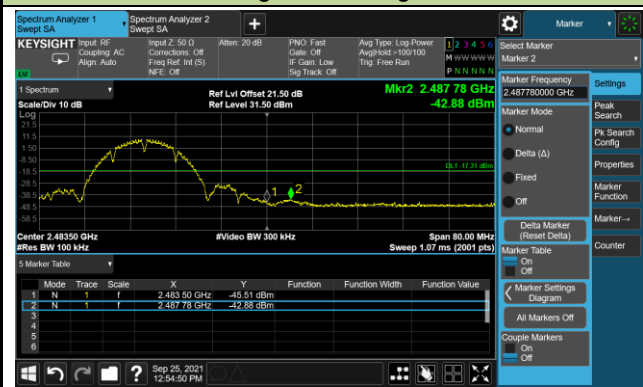 Spectrum Analyzer 1
Swept SA
Spectrum Analyzer 2
Swept SA
+
Marker
KEYSIGHT
Input: RF
Coupling: AC
Align: Auto
Input Z: 50 Ω
Corrections: Off
Freq Ref: Int (S)
NFE: Off
Atten: 20 dB
PNO: Fast
Gate: Off
IF Gain: Low
Sig Track: Off
Avg Type: Log-Power
Avg|Hold:>100/100
Trig: Free Run
1 2 3 4 5 6
M W W W W W
P N N N N N
Select Marker
Marker 2
1 Spectrum
Scale/Div 10 dB
Log
Ref Lvl Offset 21.50 dB
Ref Level 31.50 dBm
Mkr2 2.487 78 GHz
-42.88 dBm
21.5
11.5
1.50
-8.50
-18.5
-28.5
-38.5
-48.5
-58.5
DL1 -17.31 dBm
1
2
Center 2.48350 GHz
#Res BW 100 kHz
#Video BW 300 kHz
Span 80.00 MHz
Sweep 1.07 ms (2001 pts)
5 Marker Table
Mode Trace Scale X Y Function Function Width Function Value
1 N 1 f 2.483 50 GHz -45.51 dBm
2 N 1 f 2.487 78 GHz -42.88 dBm
3
4
5
6
Marker Frequency
2.487780000 GHz
Marker Mode
Normal
Delta (Δ)
Fixed
Off
Delta Marker
(Reset Delta)
Marker Table
On
Off
Marker Settings
Diagram
All Markers Off
Couple Markers
On
Off
Settings
Peak
Search
Pk Search
Config
Properties
Marker
Function
Marker→
Counter
?
Sep 25, 2021
12:54:50 PM